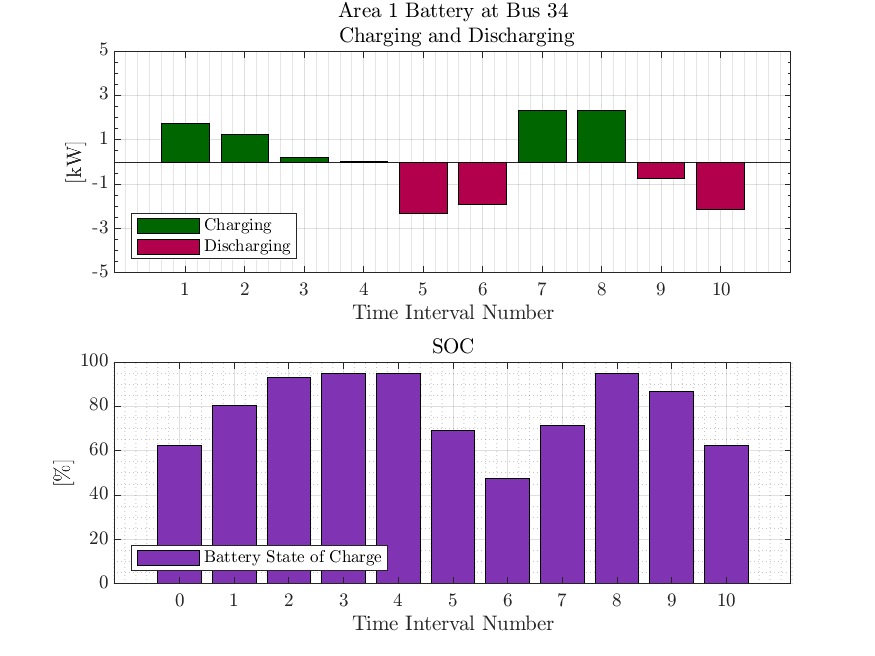 Area 1 Battery at Bus 34
Charging and Discharging
5
3
1
-1
-3
-5
[kW]
Charging
Discharging
1 2 3 4 5 6 7 8 9 10
Time Interval Number
SOC
100
80
60
40
20
0
[%]
Battery State of Charge
0 1 2 3 4 5 6 7 8 9 10
Time Interval Number